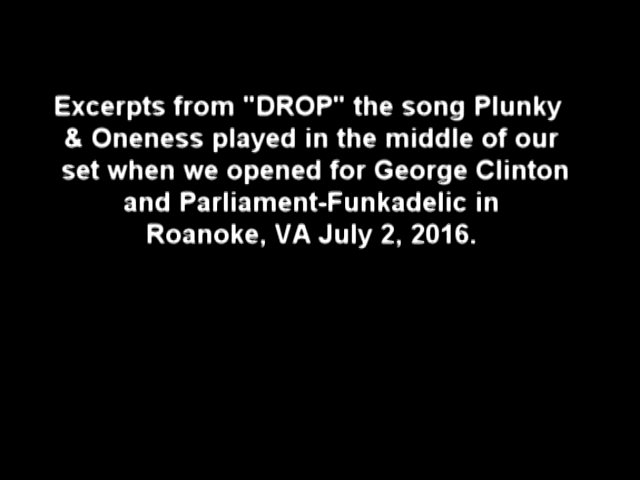 Excerpts from "DROP" the song Plunky
& Oneness played in the middle of our
set when we opened for George Clinton
and Parliament-Funkadelic in
Roanoke, VA July 2, 2016.